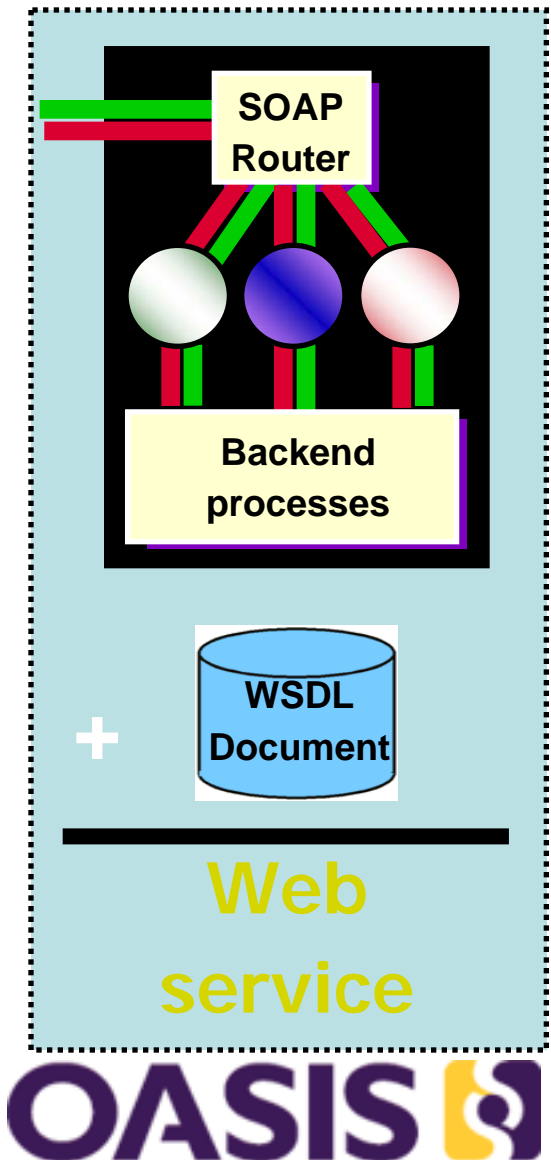 SOAP
Router
Backend
processes
WSDL
+
Document
Web
service
OASIS